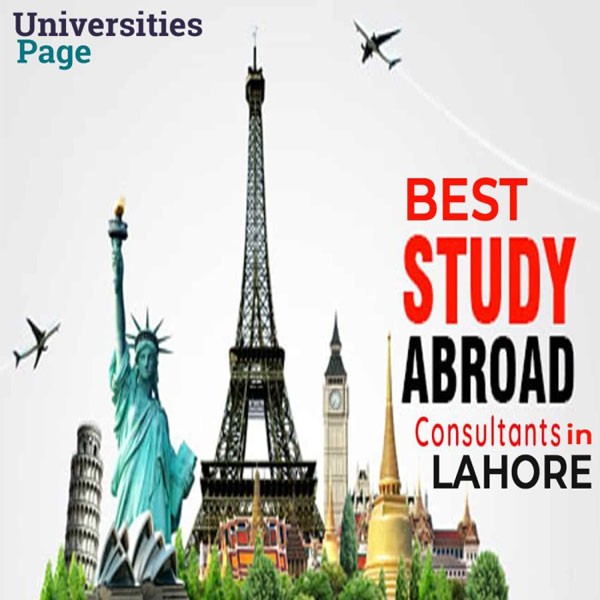 Universities
Page
BEST
STUDY
ABROAD
Consultants in
LAHORE